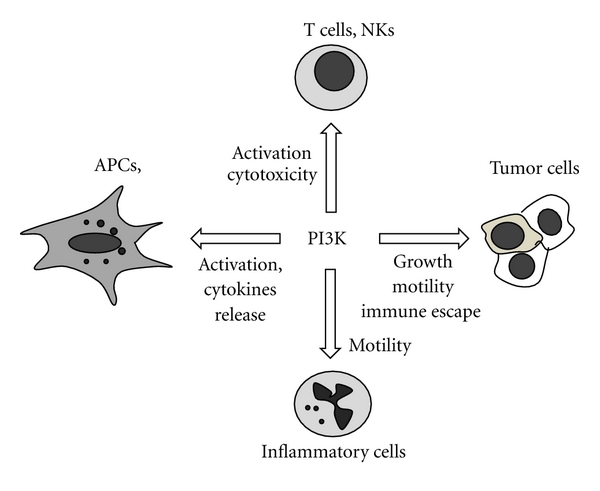 T cells, NKs
Activation
cytotoxicity
APCs,
Tumor cells
PI3K
Activation,
cytokines
release
Growth
motility
immune escape
Motility
Inflammatory cells